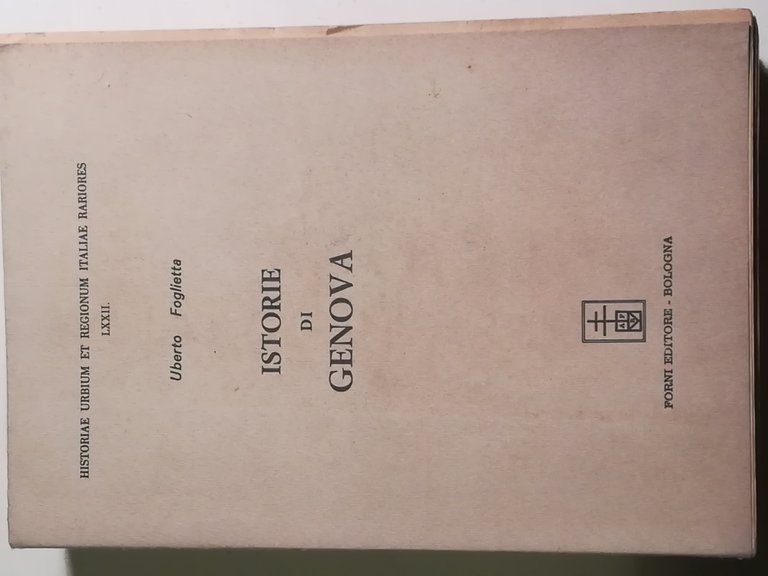 HISTORIAE URBIUM ET REGIONUM ITALIAE RARIORES
LXXII.
Uberto Foglietta
ISTORIE
DI
GENOVA
FORNI EDITORE - BOLOGNA